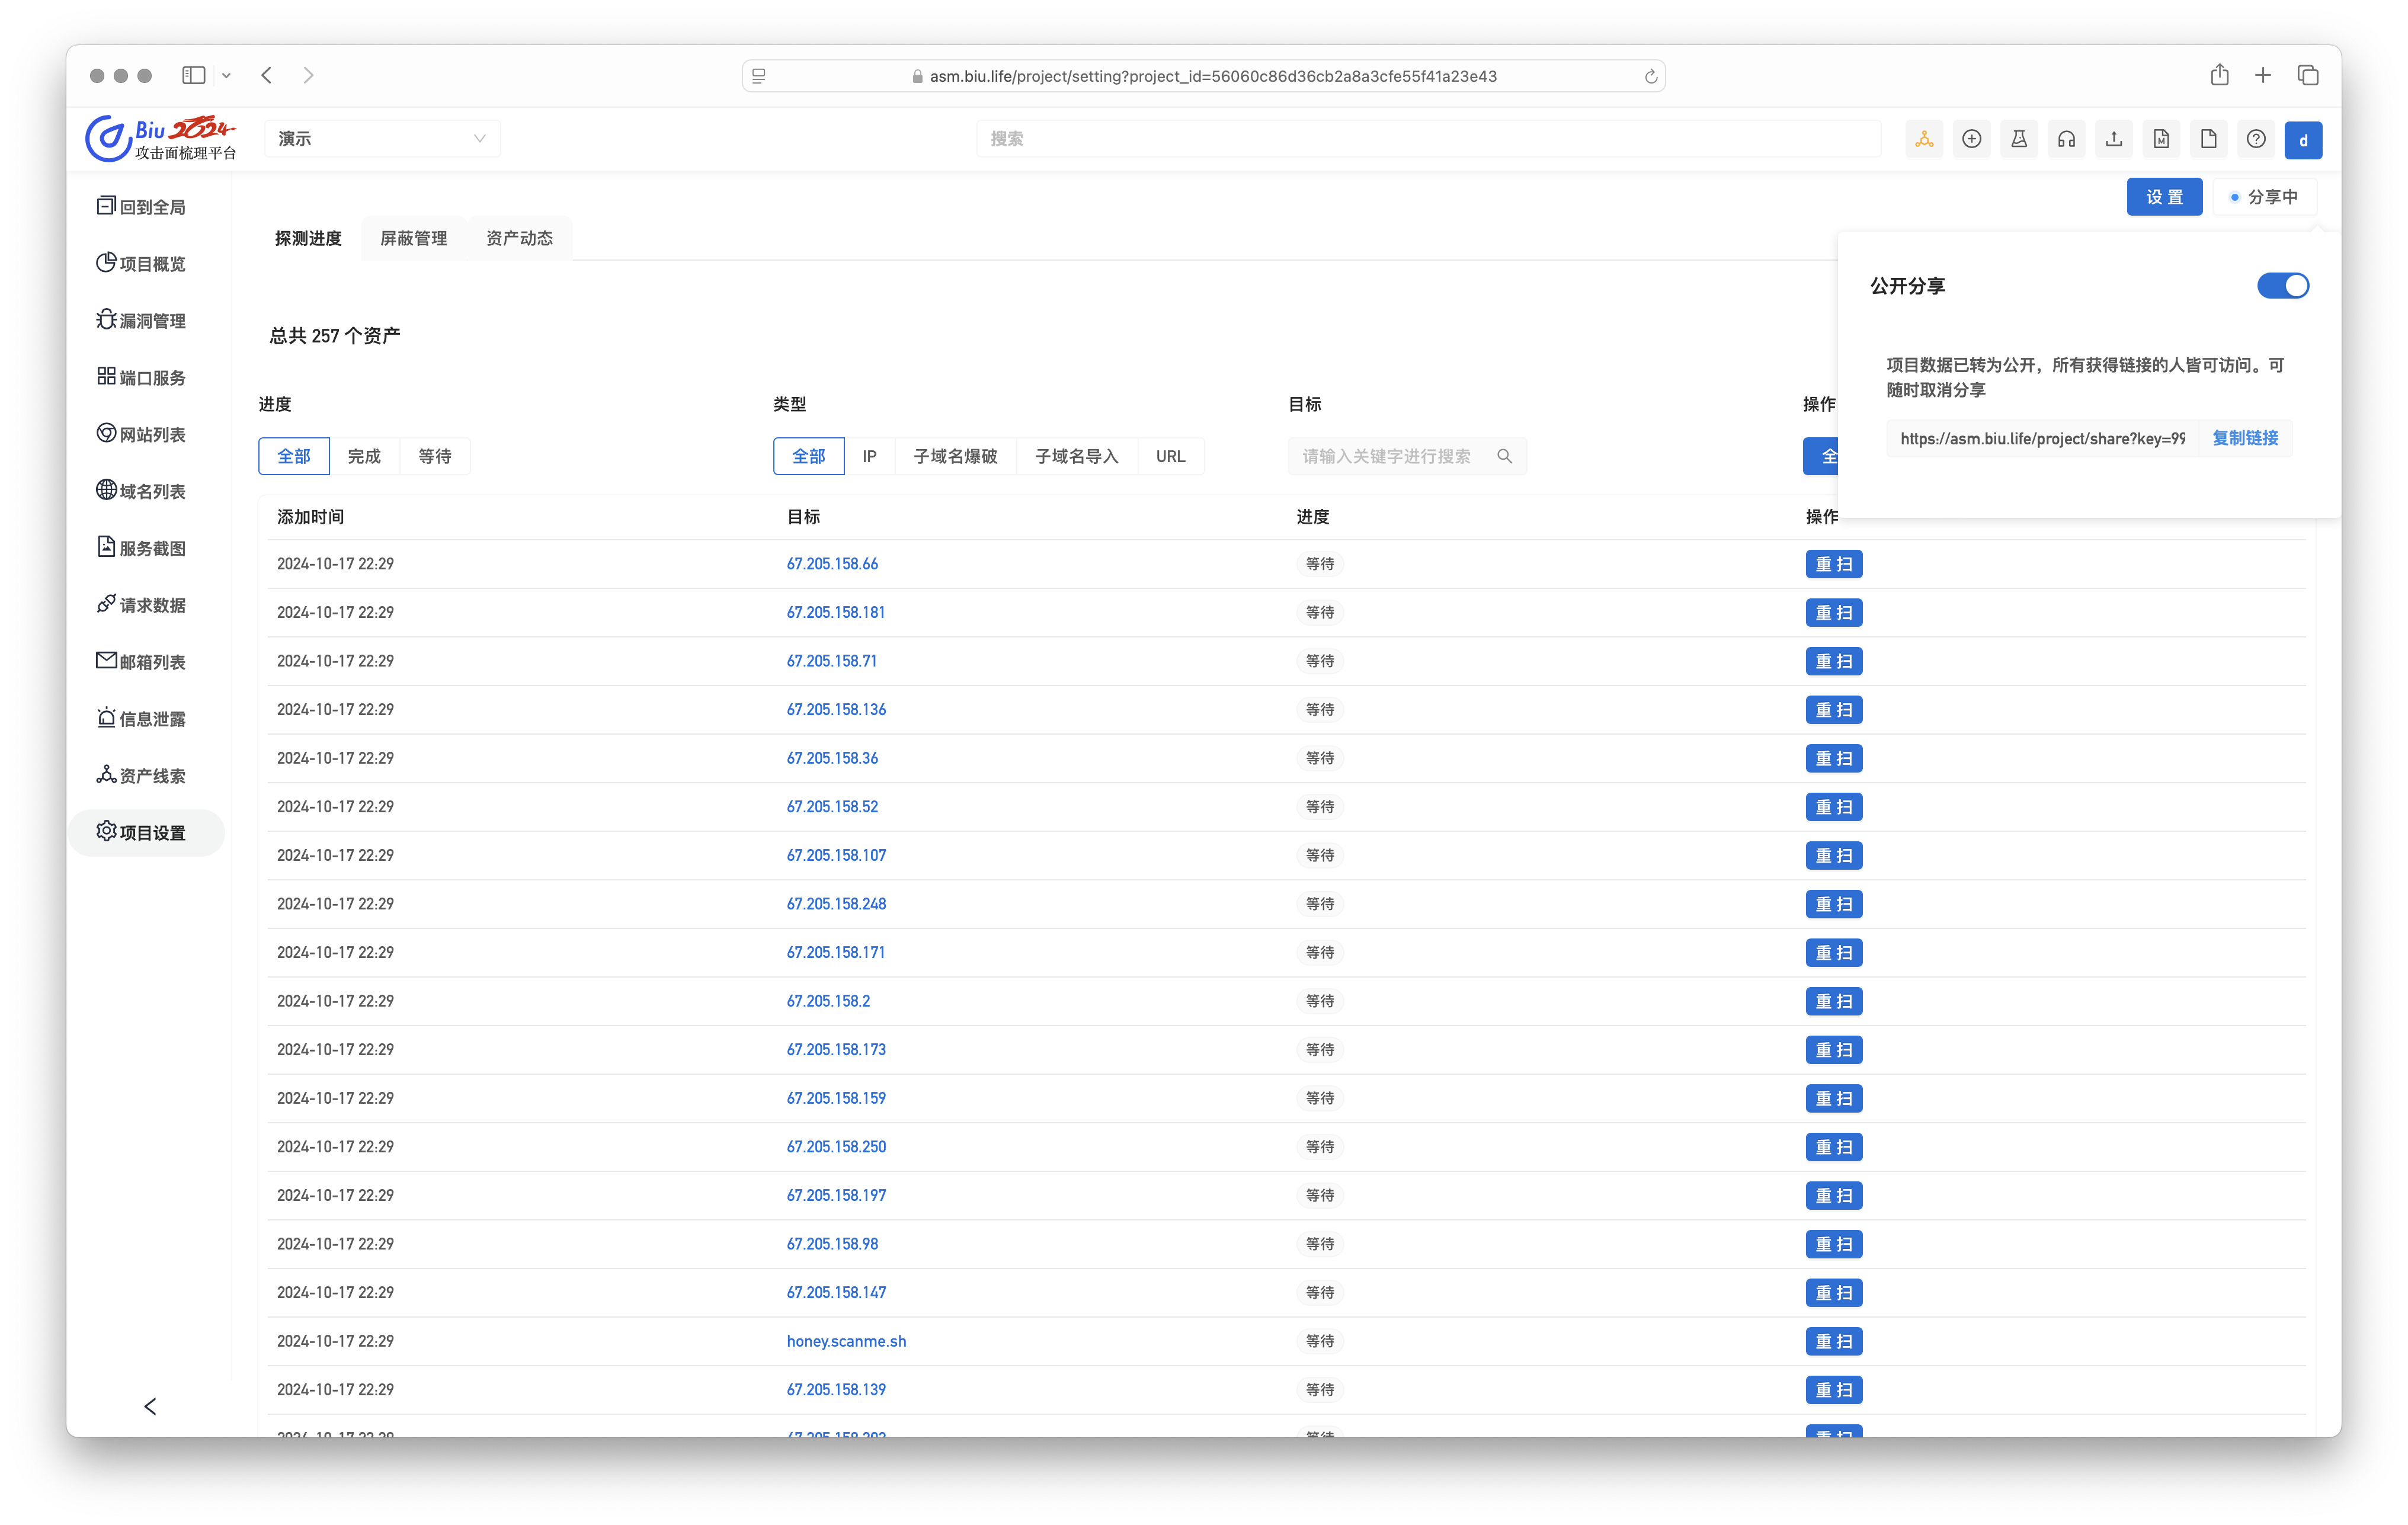 asm.biu.life/project/setting?project_id=56060c86d36cb2a8a3cfe55f41a23e43
Biu 2024
攻击面梳理平台
演示
搜索
d
设 置
分享中
回到全局
项目概览
漏洞管理
端口服务
网站列表
域名列表
服务截图
请求数据
邮箱列表
信息泄露
资产线索
项目设置
探测进度 屏蔽管理 资产动态
公开分享
项目数据已转为公开，所有获得链接的人皆可访问。可
随时取消分享
https://asm.biu.life/project/share?key=99 复制链接
总共 257 个资产
进度 类型 目标 操作
全部 完成 等待 全部 IP 子域名爆破 子域名导入 URL 请输入关键字进行搜索 全
添加时间 目标 进度 操作
2024-10-17 22:29 67.205.158.66 等待 重 扫
2024-10-17 22:29 67.205.158.181 等待 重 扫
2024-10-17 22:29 67.205.158.71 等待 重 扫
2024-10-17 22:29 67.205.158.136 等待 重 扫
2024-10-17 22:29 67.205.158.36 等待 重 扫
2024-10-17 22:29 67.205.158.52 等待 重 扫
2024-10-17 22:29 67.205.158.107 等待 重 扫
2024-10-17 22:29 67.205.158.248 等待 重 扫
2024-10-17 22:29 67.205.158.171 等待 重 扫
2024-10-17 22:29 67.205.158.2 等待 重 扫
2024-10-17 22:29 67.205.158.173 等待 重 扫
2024-10-17 22:29 67.205.158.159 等待 重 扫
2024-10-17 22:29 67.205.158.250 等待 重 扫
2024-10-17 22:29 67.205.158.197 等待 重 扫
2024-10-17 22:29 67.205.158.98 等待 重 扫
2024-10-17 22:29 67.205.158.147 等待 重 扫
2024-10-17 22:29 honey.scanme.sh 等待 重 扫
2024-10-17 22:29 67.205.158.139 等待 重 扫